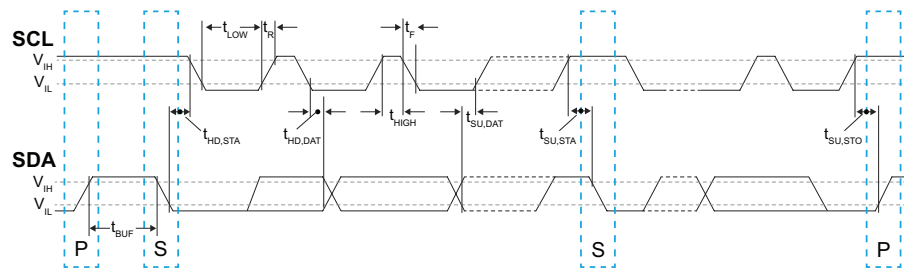 t_LOW t_R t_F
SCL
V_IH
V_IL
t_HD,STA t_HD,DAT t_HIGH t_SU,DAT t_SU,STA t_SU,STO
SDA
V_IH
V_IL
P t_BUF S S P